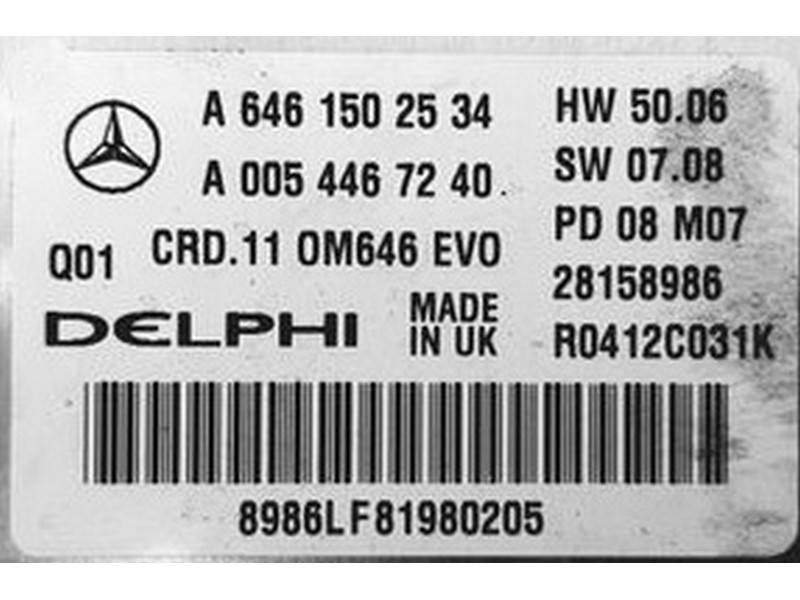 A 646 150 25 34
A 005 446 72 40
Q01 CRD.11 OM646 EVO
DELPHI
MADE
IN UK
HW 50.06
SW 07.08
PD 08 M07
28158986
R0412C031K
8986LF81980205